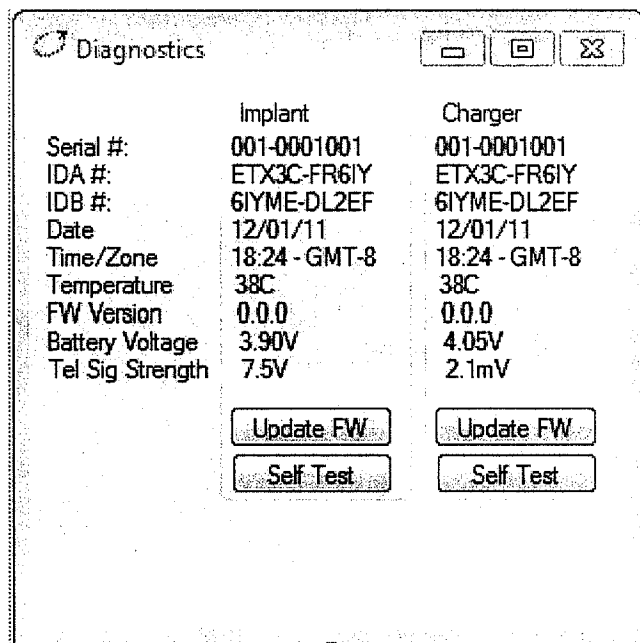 Diagnostics
Implant Charger
Serial #: 001-0001001 001-0001001
IDA #: ETX3C-FR6IY ETX3C-FR6IY
IDB #: 6IYME-DL2EF 6IYME-DL2EF
Date 12/01/11 12/01/11
Time/Zone 18:24 - GMT-8 18:24 - GMT-8
Temperature 38C 38C
FW Version 0.0.0 0.0.0
Battery Voltage 3.90V 4.05V
Tel Sig Strength 7.5V 2.1mV
Update FW Update FW
Self Test Self Test